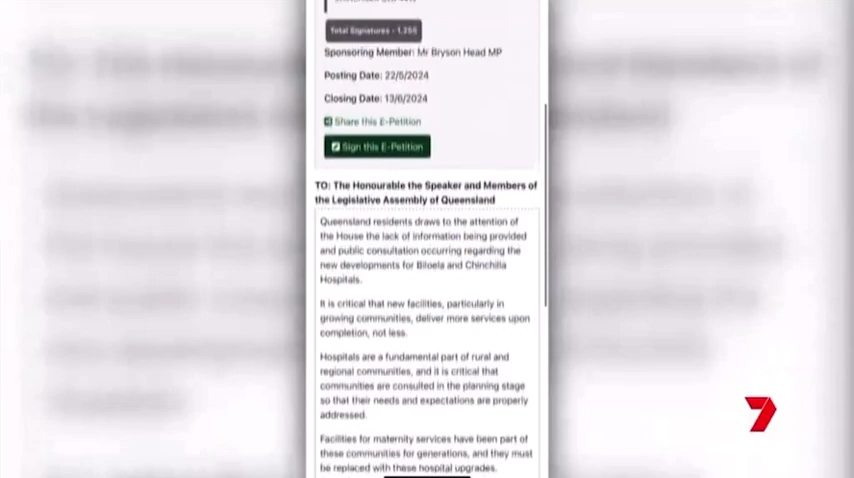 Total Signatures - 1,255
Sponsoring Member: Mr Bryson Head MP
Posting Date: 22/5/2024
Closing Date: 13/6/2024
Share this E-Petition
Sign this E-Petition
TO: The Honourable the Speaker and Members of
the Legislative Assembly of Queensland
Queensland residents draws to the attention of
the House the lack of information being provided
and public consultation occurring regarding the
new developments for Biloela and Chinchilla
Hospitals.
It is critical that new facilities, particularly in
growing communities, deliver more services upon
completion, not less.
Hospitals are a fundamental part of rural and
regional communities, and it is critical that
communities are consulted in the planning stage
so that their needs and expectations are properly
addressed.
Facilities for maternity services have been part of
these communities for generations, and they must
be replaced with these hospital upgrades.
7